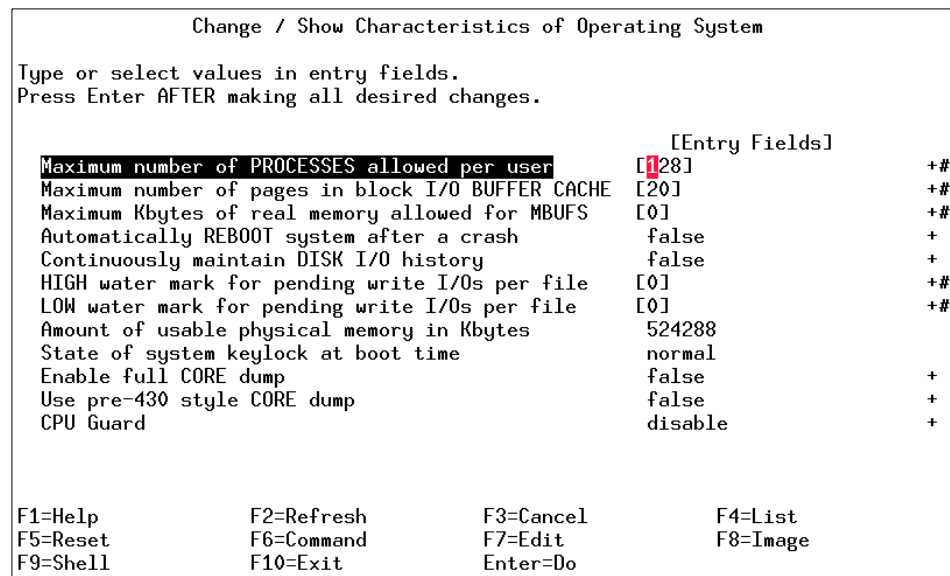 Change / Show Characteristics of Operating System
Type or select values in entry fields.
Press Enter AFTER making all desired changes.
[Entry Fields]
Maximum number of PROCESSES allowed per user [128] +#
Maximum number of pages in block I/O BUFFER CACHE [20] +#
Maximum Kbytes of real memory allowed for MBUFS [0] +#
Automatically REBOOT system after a crash false +
Continuously maintain DISK I/O history false +
HIGH water mark for pending write I/Os per file [0] +#
LOW water mark for pending write I/Os per file [0] +#
Amount of usable physical memory in Kbytes 524288
State of system keylock at boot time normal
Enable full CORE dump false +
Use pre-430 style CORE dump false +
CPU Guard disable +
F1=Help F2=Refresh F3=Cancel F4=List
F5=Reset F6=Command F7=Edit F8=Image
F9=Shell F10=Exit Enter=Do